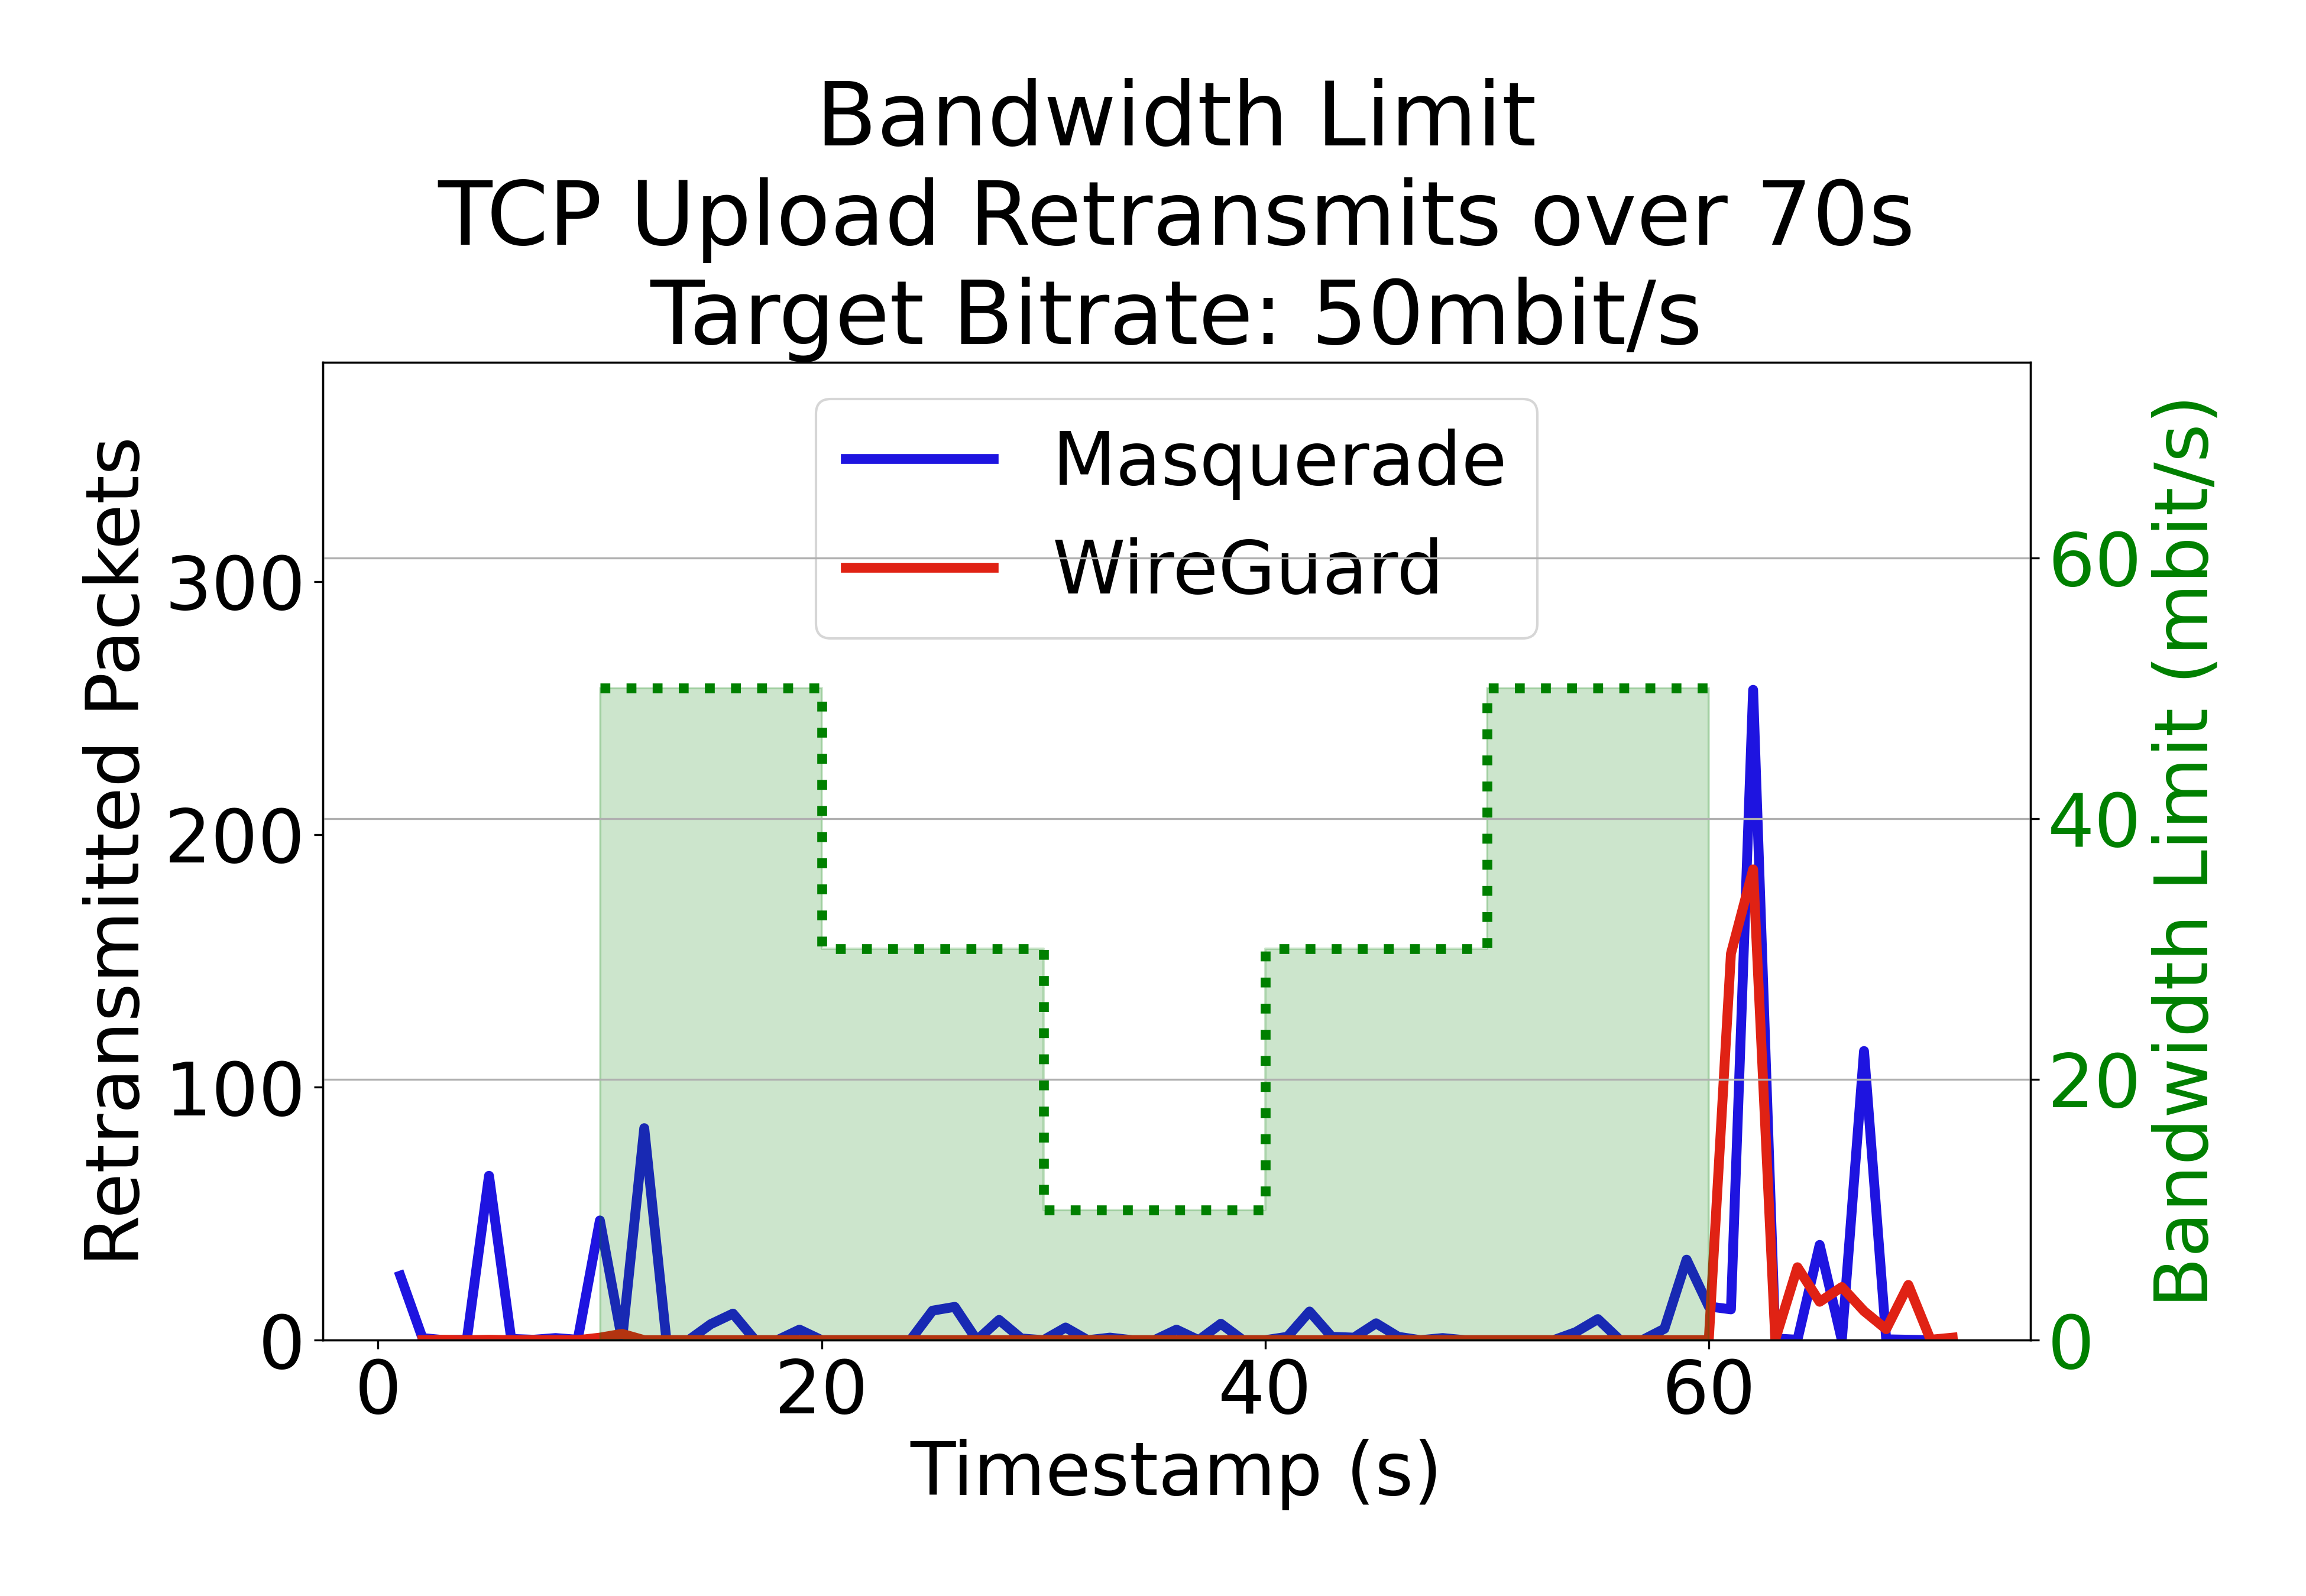 Bandwidth Limit
TCP Upload Retransmits over 70s
Target Bitrate: 50mbit/s
Masquerade
WireGuard
Retransmitted Packets
300
200
100
0
0
20
40
60
Timestamp (s)
60
40
20
0
Bandwidth Limit (mbit/s)